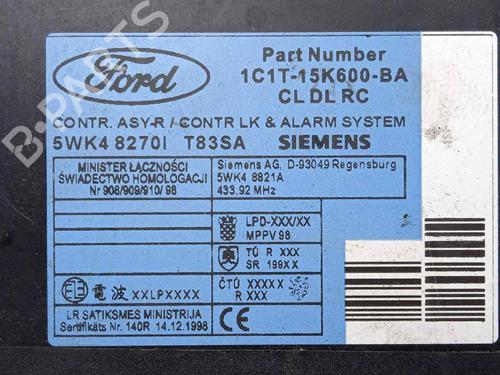 Ford
Part Number
1C1T-15K600-BA
CL DL RC
CONTR. ASY-R / CONTR LK & ALARM SYSTEM
5WK4 8270I T83SA SIEMENS
MINISTER ŁĄCZNOŚCI
ŚWIADECTWO HOMOLOGACJI
Nr 908/909/910/98
Siemens AG, D-93049 Regensburg
5WK4 8821A
433,92 MHz
LPD-XXX/XX
MPPV 98
TÚ R XXX
SR 199XX
電波 XXLPXXXX
ČTÚ XXXXX
R XXX
LR SATIKSMES MINISTRIJA
Sertifikāts Nr. 140R 14.12.1998
CE
B-PARTS